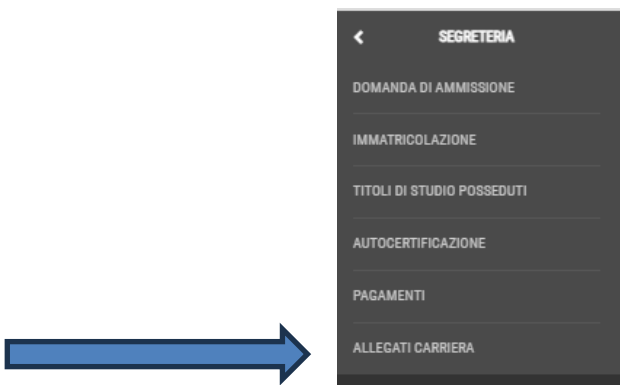 SEGRETERIA
DOMANDA DI AMMISSIONE
IMMATRICOLAZIONE
TITOLI DI STUDIO POSSEDUTI
AUTOCERTIFICAZIONE
PAGAMENTI
ALLEGATI CARRIERA